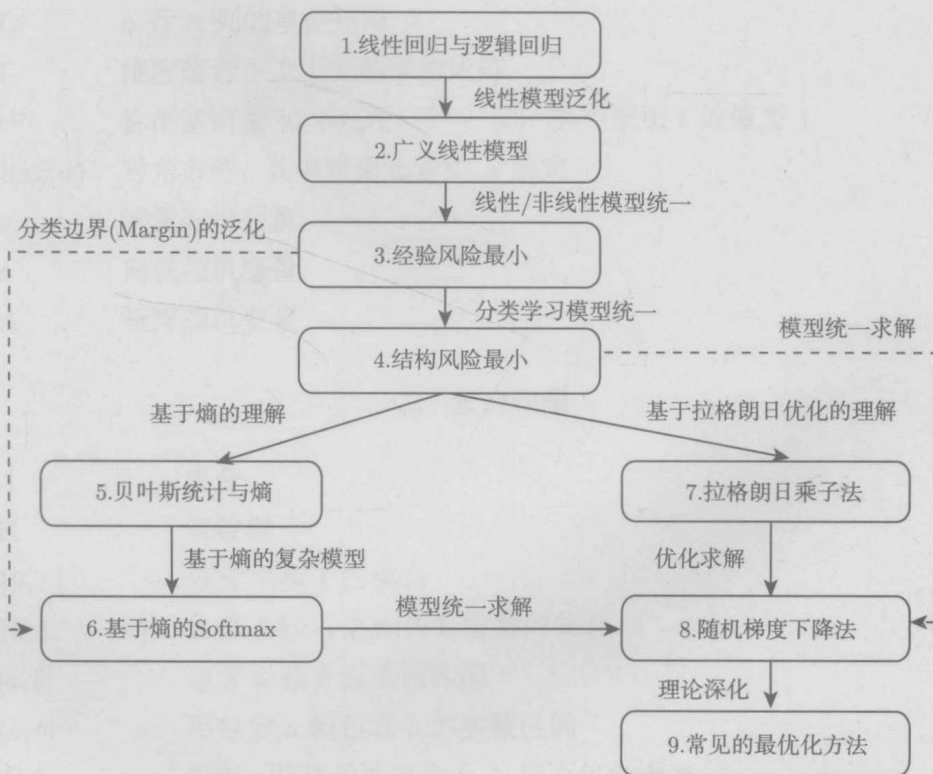 1.线性回归与逻辑回归
线性模型泛化
2.广义线性模型
线性/非线性模型统一
分类边界(Margin)的泛化
3.经验风险最小
分类学习模型统一
模型统一求解
4.结构风险最小
基于熵的理解
基于拉格朗日优化的理解
5.贝叶斯统计与熵
7.拉格朗日乘子法
基于熵的复杂模型
优化求解
模型统一求解
6.基于熵的Softmax
8.随机梯度下降法
理论深化
9.常见的最优化方法